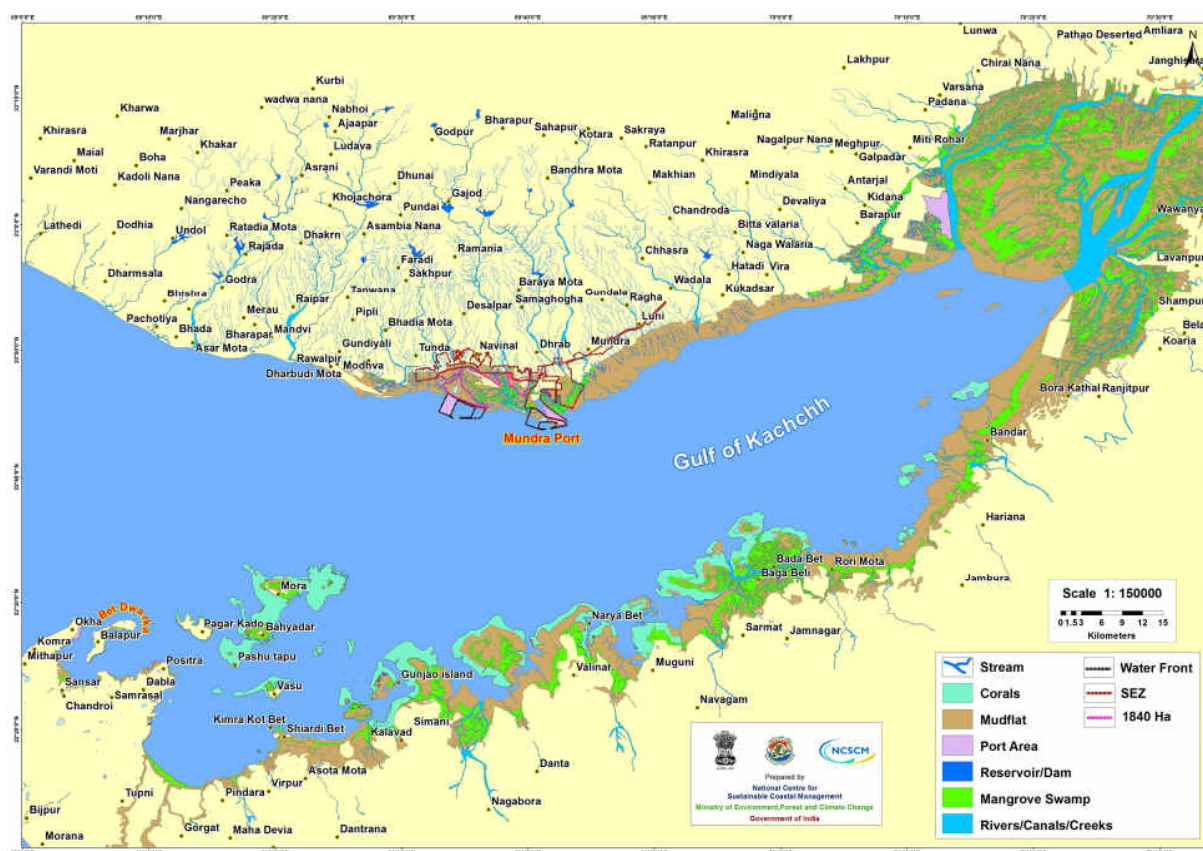 Lunwa
Pathao Deserted
Amliara
N
Lakhpur
Chirai Nana
Kurbi
Varsana
wadwa nana
Nabhoi
Padana
Kharwa
Bharapur
Ajaapar
Godpur
Sahapur
Kotara
Sakraya
Khirasra
Marjhar
Ludava
Ratanpur
Nagalpur Nana
Meghpur
Miti Rohar
Maial
Boha
Khakar
Khirasra
Galpadar
Varandi Moti
Kadoli Nana
Asrani
Bandhra Mota
Peaka
Dhunai
Gajod
Makhian
Mindiyala
Antarjal
Nangarecho
Khojachora
Pundai
Kidana
Wawanya
Lathedi
Dodhia
Undol
Ratadia Mota
Asambia Nana
Chandroda
Devaliya
Barapur
Dhakrn
Ramania
Bitta valaria
Rajada
Faradi
Chhasra
Naga Walaria
Lavanpur
Dharmsala
Godra
Sakhpur
Baraya Mota
Wadala
Hatadi Vira
Bhishra
Raipar
Tanwana
Samaghogha
Gundala
Kukadsar
Shampur
Merau
Pipli
Desalpar
Ragha
Pachotiya
Bhada
Bharapar
Mandvi
Bhadia Mota
Luni
Bela
Asar Mota
Gundiyali
Tunda
Navinal
Dhrab
Mundra
Koaria
Rawalpir
Modhva
Dharbudi Mota
Bora Kathal
Ranjitpur
Mundra Port
Gulf of Kachchh
Bandar
Hariana
Bada Bet
Rori Mota
Baga Beli
Jambura
Mora
Bet Dwarka
Okha
Pagar Kado
Bahyadar
Narya Bet
Sarmat
Jamnagar
Komra
Balapur
Mithapur
Pashu tapu
Positra
Gunjao island
Valinar
Muguni
Sansar
Dabla
Vasu
Chandroi
Samrasal
Navagam
Kimra Kot Bet
Shiardi Bet
Kalavad
Simani
Asota Mota
Danta
Virpur
Tupni
Pindara
Nagabora
Bijpur
Gorgat
Maha Devia
Dantrana
Morana
Scale 1: 150000
0 1.5 3 6 9 12 15
Kilometers
Stream
Corals
Mudflat
Port Area
Reservoir/Dam
Mangrove Swamp
Rivers/Canals/Creeks
Water Front
SEZ
1840 Ha
NCSCM
Prepared by
National Centre for
Sustainable Coastal Management
Ministry of Environment,Forest and Climate Change
Government of India